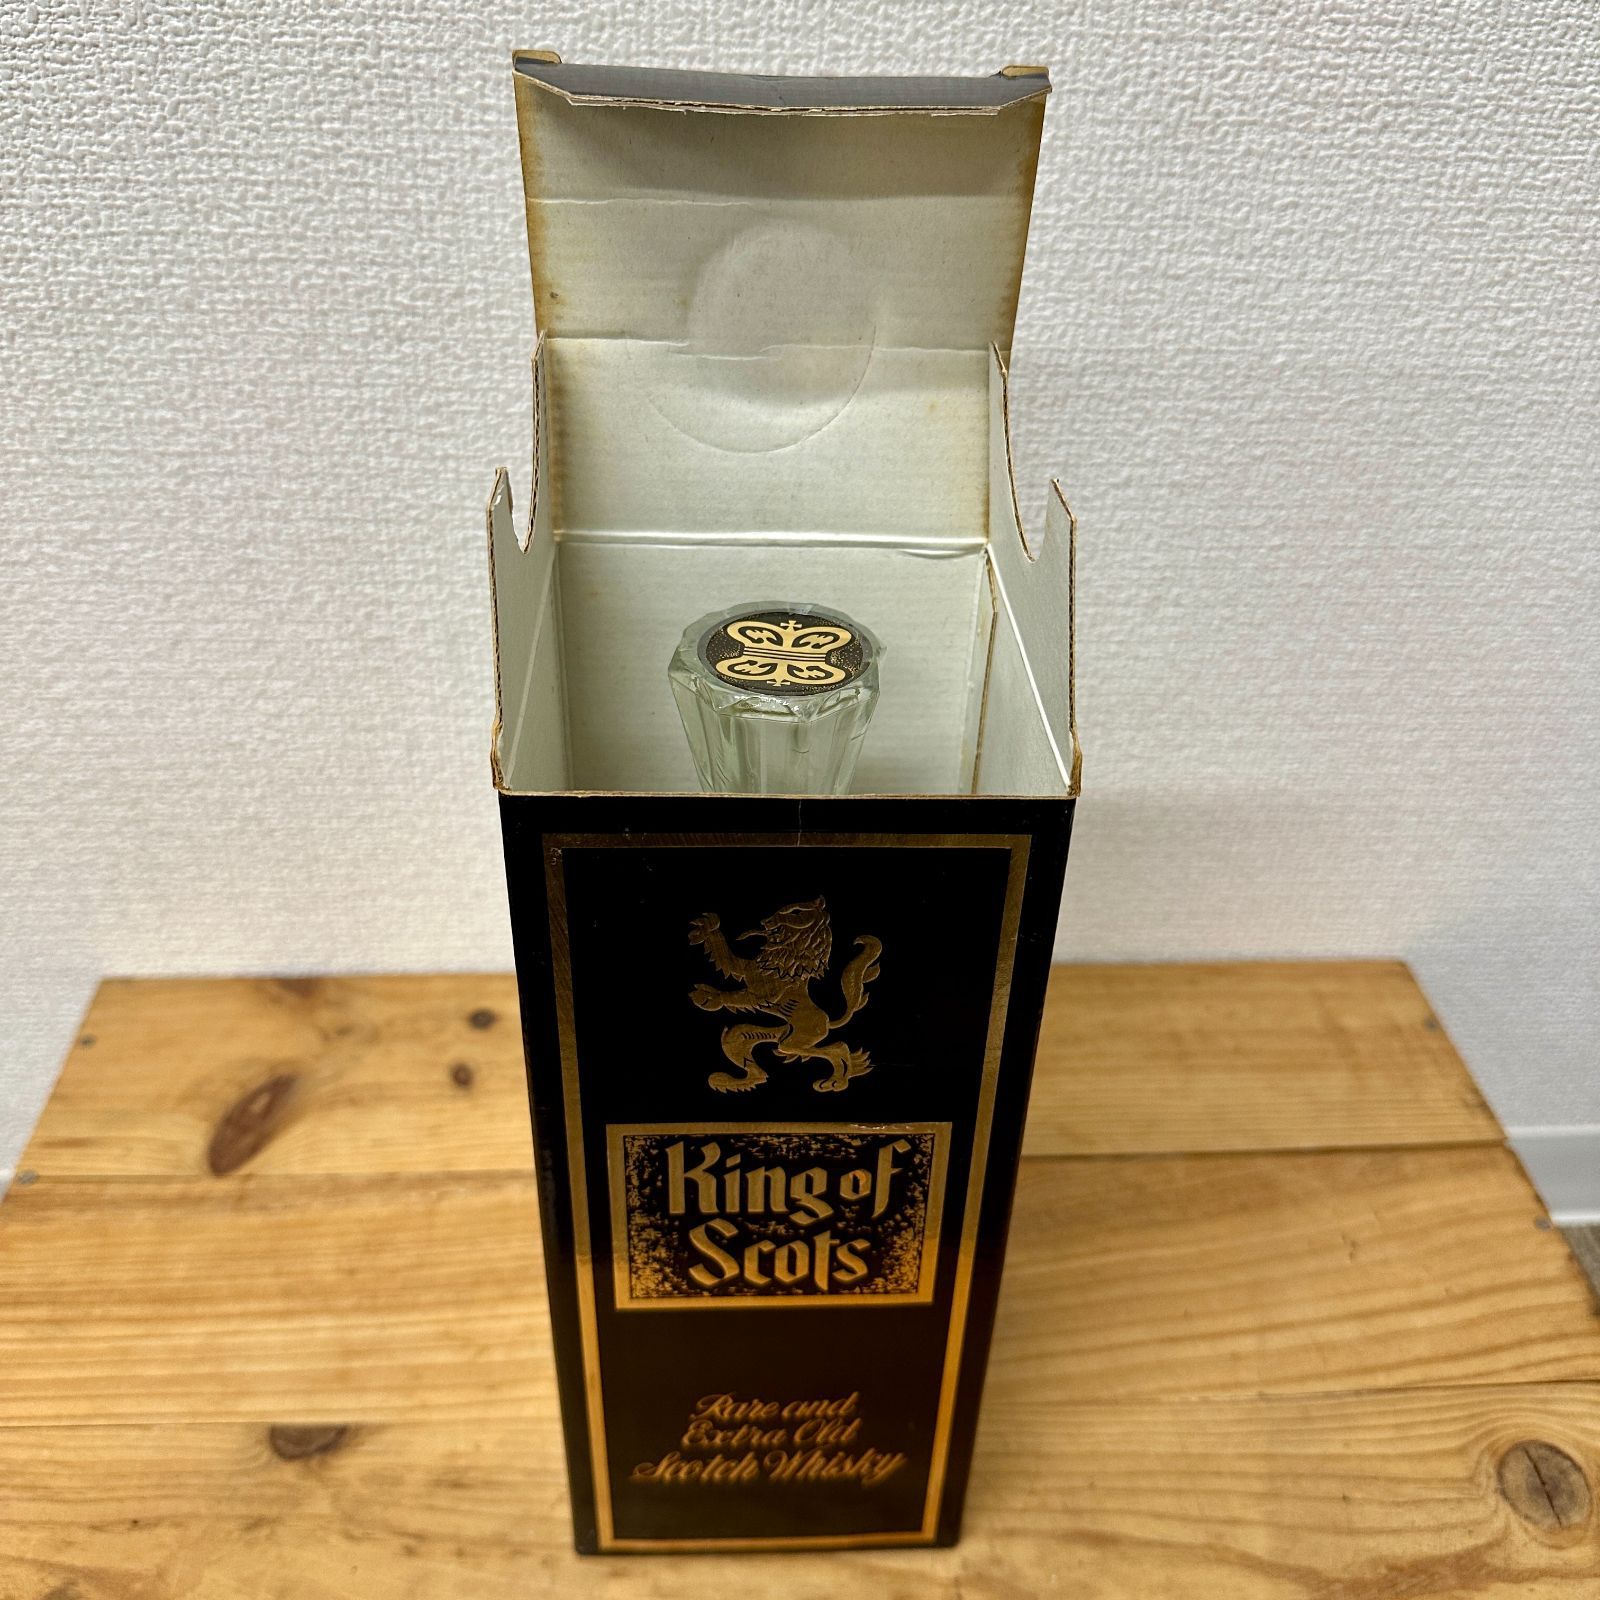 King of
Scots
Rare and
Extra Old
Scotch Whisky